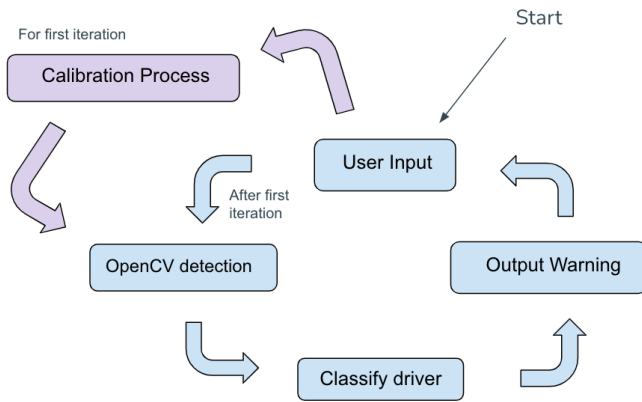 Start
For first iteration
Calibration Process
User Input
After first
iteration
OpenCV detection
Output Warning
Classify driver